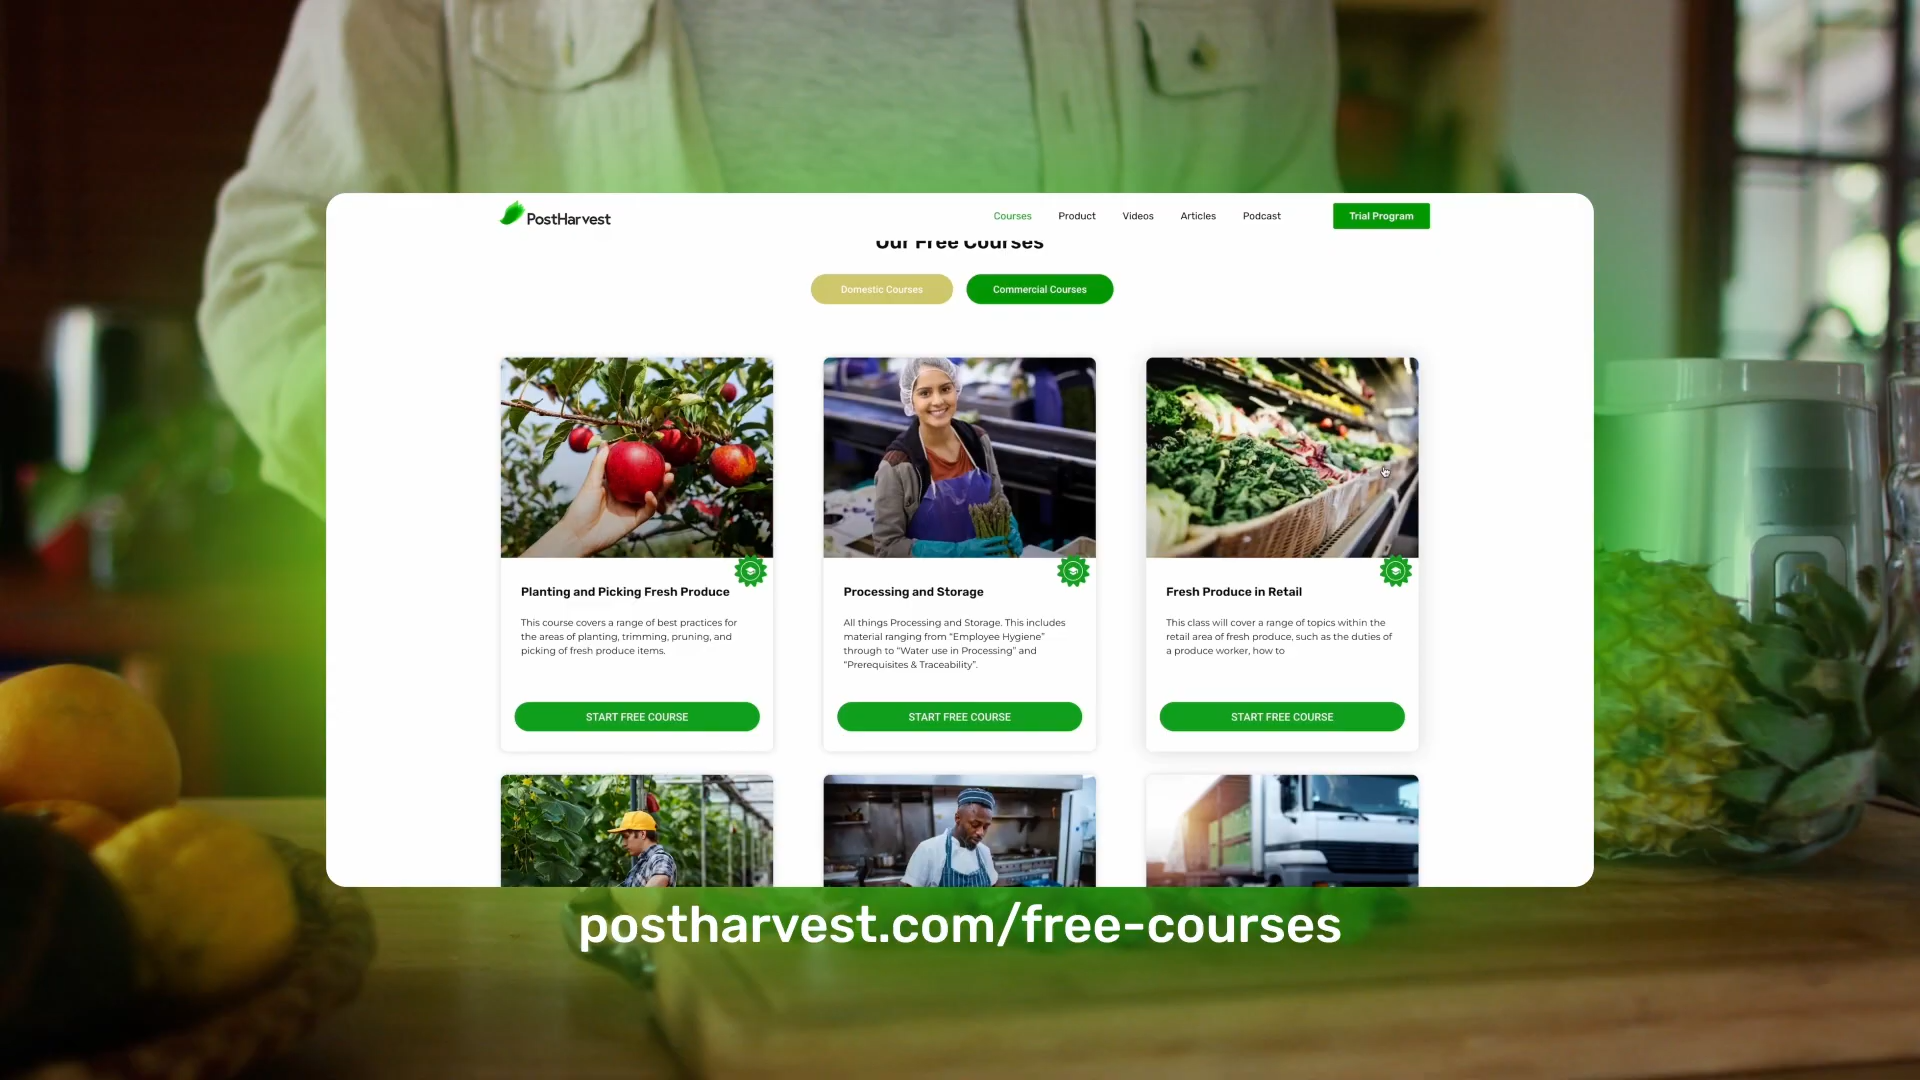 PostHarvest
Courses
Product
Videos
Articles
Podcast
Trial Program
Our Free Courses
Domestic Courses
Commercial Courses
Planting and Picking Fresh Produce
This course covers a range of best practices for
the areas of planting, trimming, pruning, and
picking of fresh produce items.
START FREE COURSE
Processing and Storage
All things Processing and Storage. This includes
material ranging from “Employee Hygiene”
through to “Water use in Processing” and
“Prerequisites & Traceability”.
START FREE COURSE
Fresh Produce in Retail
This class will cover a range of topics within the
retail area of fresh produce, such as the duties of
a produce worker, how to
START FREE COURSE
postharvest.com/free-courses